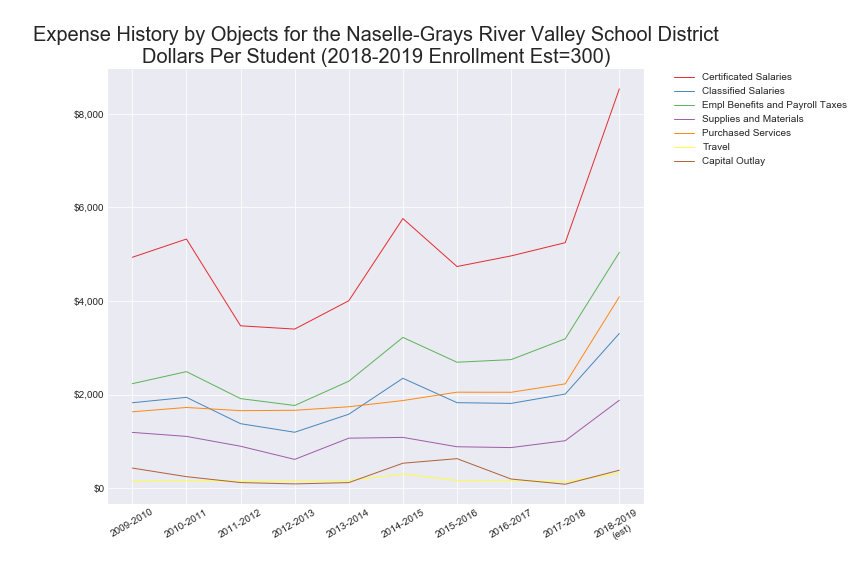 Expense History by Objects for the Naselle-Grays River Valley School District
Dollars Per Student (2018-2019 Enrollment Est=300)
Certificated Salaries
Classified Salaries
Empl Benefits and Payroll Taxes
Supplies and Materials
Purchased Services
Travel
Capital Outlay
$8,000
$6,000
$4,000
$2,000
$0
2009-2010
2010-2011
2011-2012
2012-2013
2013-2014
2014-2015
2015-2016
2016-2017
2017-2018
2018-2019
(est)